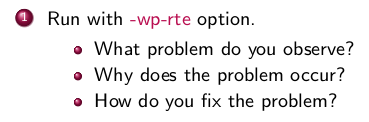 1 Run with -wp-rte option.
What problem do you observe?
Why does the problem occur?
How do you fix the problem?